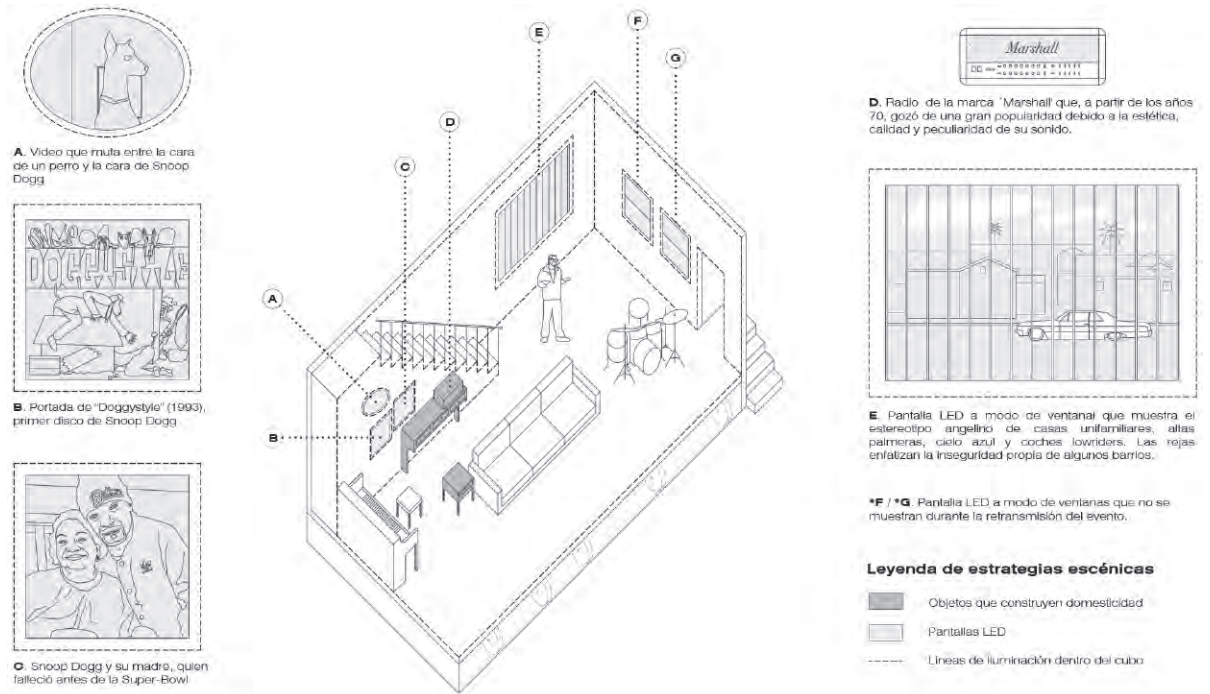 A. Video que muta entre la cara
de un perro y la cara de Snoop
Dogg
DOGGYSTYLE
B. Portada de "Doggystyle" (1993),
primer disco de Snoop Dogg
C. Snoop Dogg y su madre, quien
falleció antes de la Super-Bowl
A
B
C
D
E
F
G
Marshall
D. Radio de la marca ´Marshall' que, a partir de los años
70, gozó de una gran popularidad debido a la estética,
calidad y peculiaridad de su sonido.
E. Pantalla LED a modo de ventanal que muestra el
estereotipo angelino de casas unifamiliares, altas
palmeras, cielo azul y coches lowriders. Las rejas
enfatizan la inseguridad propia de algunos barrios.
*F / *G. Pantalla LED a modo de ventanas que no se
muestran durante la retransmisión del evento.
Leyenda de estrategias escénicas
Objetos que construyen domesticidad
Pantallas LED
Líneas de iluminación dentro del cubo